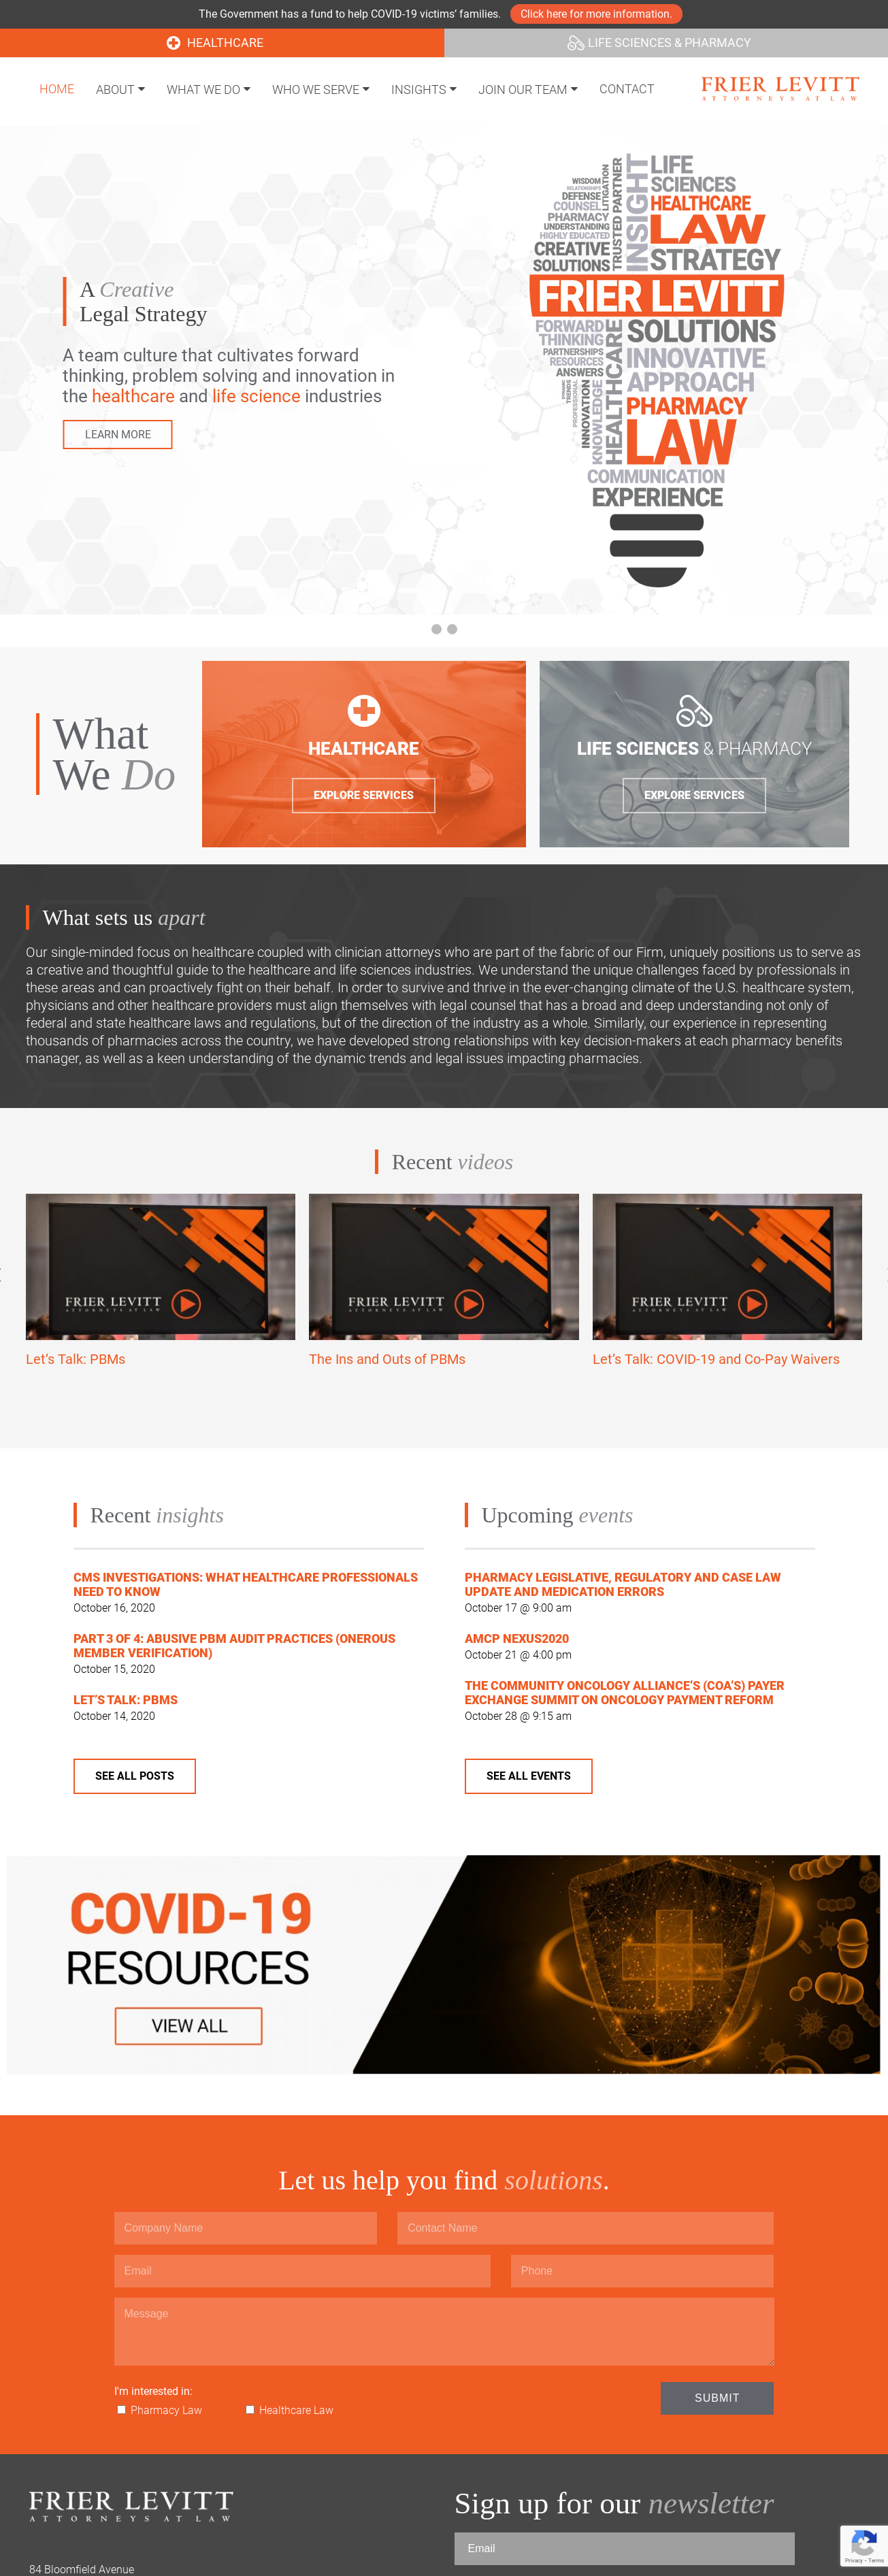 The Government has a fund to help COVID-19 victims’ families. Click here for more information.
HEALTHCARE
LIFE SCIENCES & PHARMACY
HOME ABOUT WHAT WE DO WHO WE SERVE INSIGHTS JOIN OUR TEAM CONTACT
FRIER LEVITT
ATTORNEYS AT LAW
A Creative
Legal Strategy
A team culture that cultivates forward
thinking, problem solving and innovation in
the healthcare and life science industries
LEARN MORE
WISDOM
RELATIONSHIPS
DEFENSE
COUNSEL
PHARMACY
UNDERSTANDING
HIGHLY EDUCATED
CREATIVE
SOLUTIONS
LITIGATION
TRUSTED PARTNER
INSIGHT
LIFE
SCIENCES
HEALTHCARE
LAW
STRATEGY
FRIER LEVITT
FORWARD
THINKING
PARTNERSHIPS
RESOURCES
ANSWERS
DYNAMIC
TRENDS
PROFESSIONAL
INNOVATION
KNOWLEDGE
HEALTHCARE
SOLUTIONS
INNOVATIVE
APPROACH
PHARMACY
LAW
COMMUNICATION
EXPERIENCE
What
We Do
HEALTHCARE
EXPLORE SERVICES
LIFE SCIENCES & PHARMACY
EXPLORE SERVICES
What sets us apart
Our single-minded focus on healthcare coupled with clinician attorneys who are part of the fabric of our Firm, uniquely positions us to serve as
a creative and thoughtful guide to the healthcare and life sciences industries. We understand the unique challenges faced by professionals in
these areas and can proactively fight on their behalf. In order to survive and thrive in the ever-changing climate of the U.S. healthcare system,
physicians and other healthcare providers must align themselves with legal counsel that has a broad and deep understanding not only of
federal and state healthcare laws and regulations, but of the direction of the industry as a whole. Similarly, our experience in representing
thousands of pharmacies across the country, we have developed strong relationships with key decision-makers at each pharmacy benefits
manager, as well as a keen understanding of the dynamic trends and legal issues impacting pharmacies.
Recent videos
FRIER LEVITT
ATTORNEYS AT LAW
FRIER LEVITT
ATTORNEYS AT LAW
FRIER LEVITT
ATTORNEYS AT LAW
Let’s Talk: PBMs
The Ins and Outs of PBMs
Let’s Talk: COVID-19 and Co-Pay Waivers
Recent insights
CMS INVESTIGATIONS: WHAT HEALTHCARE PROFESSIONALS
NEED TO KNOW
October 16, 2020
PART 3 OF 4: ABUSIVE PBM AUDIT PRACTICES (ONEROUS
MEMBER VERIFICATION)
October 15, 2020
LET’S TALK: PBMS
October 14, 2020
SEE ALL POSTS
Upcoming events
PHARMACY LEGISLATIVE, REGULATORY AND CASE LAW
UPDATE AND MEDICATION ERRORS
October 17 @ 9:00 am
AMCP NEXUS2020
October 21 @ 4:00 pm
THE COMMUNITY ONCOLOGY ALLIANCE’S (COA’S) PAYER
EXCHANGE SUMMIT ON ONCOLOGY PAYMENT REFORM
October 28 @ 9:15 am
SEE ALL EVENTS
COVID-19
RESOURCES
VIEW ALL
Let us help you find solutions.
Company Name
Contact Name
Email
Phone
Message
I'm interested in:
Pharmacy Law
Healthcare Law
SUBMIT
FRIER LEVITT
ATTORNEYS AT LAW
84 Bloomfield Avenue
Sign up for our newsletter
Email
Privacy - Terms